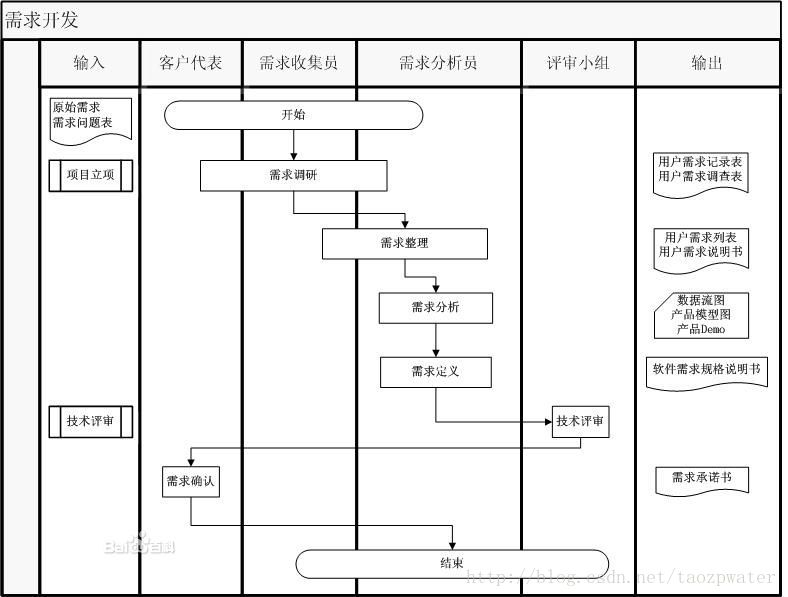 需求开发
输入
客户代表
需求收集员
需求分析员
评审小组
输出
原始需求
需求问题表
开始
项目立项
需求调研
用户需求记录表
用户需求调查表
需求整理
用户需求列表
用户需求说明书
需求分析
数据流图
产品模型图
产品Demo
需求定义
软件需求规格说明书
技术评审
技术评审
需求确认
需求承诺书
Bai百科
结束
http://blog.csdn.net/taozpwater